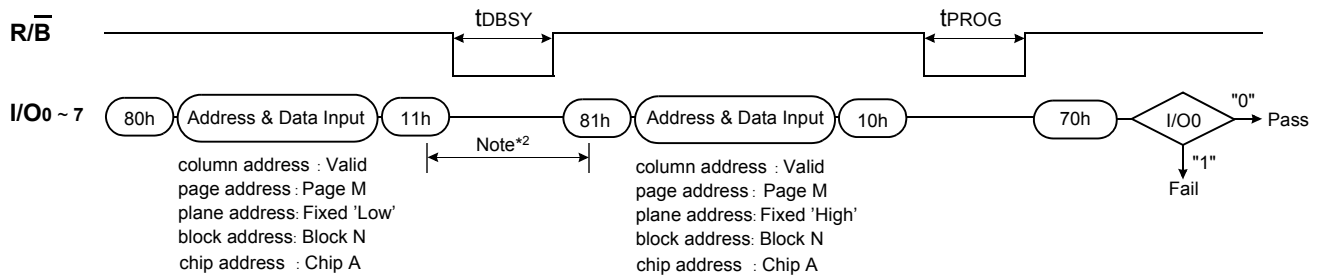 tDBSY
tPROG
R/B
I/O0 ~ 7
80h
Address & Data Input
11h
81h
Address & Data Input
10h
70h
I/O0
"0"
Pass
"1"
Fail
Note*2
column address : Valid
page address : Page M
plane address: Fixed 'Low'
block address: Block N
chip address : Chip A
column address : Valid
page address : Page M
plane address: Fixed 'High'
block address: Block N
chip address : Chip A